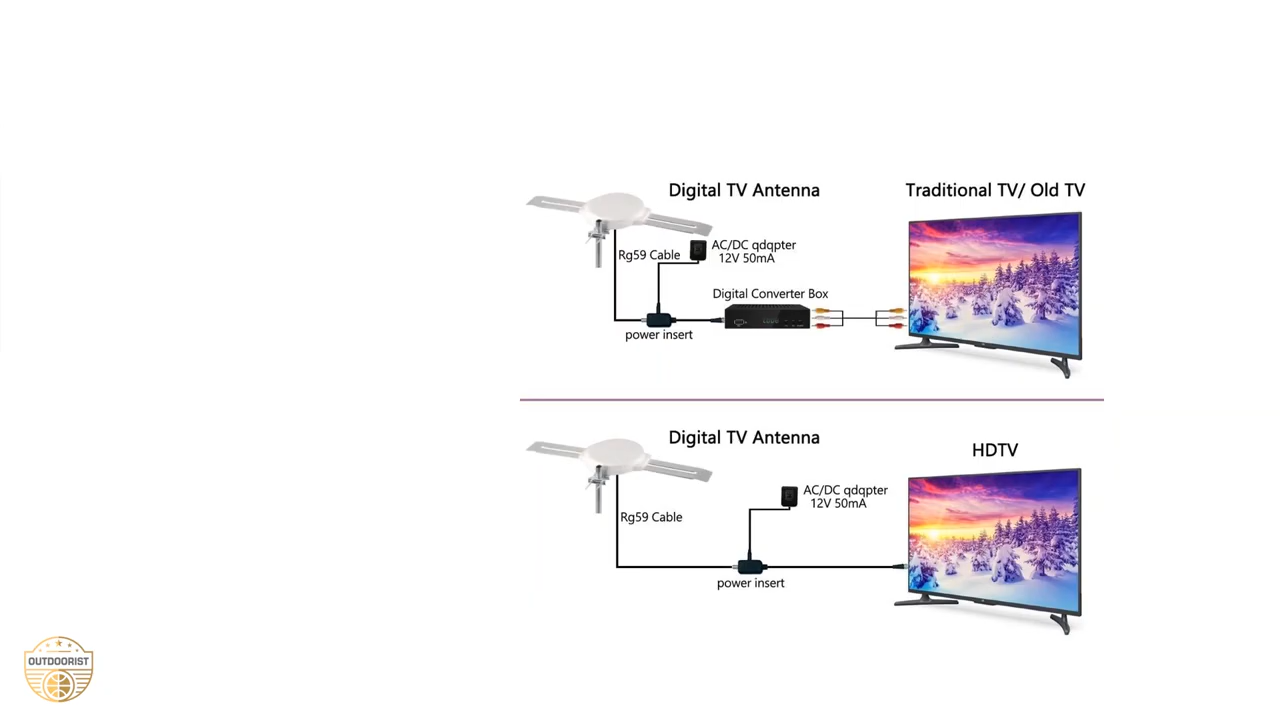 Digital TV Antenna
Traditional TV/ Old TV
Rg59 Cable
AC/DC qdqpter
12V 50mA
Digital Converter Box
power insert
Digital TV Antenna
HDTV
AC/DC qdqpter
12V 50mA
Rg59 Cable
power insert
OUTDOORIST